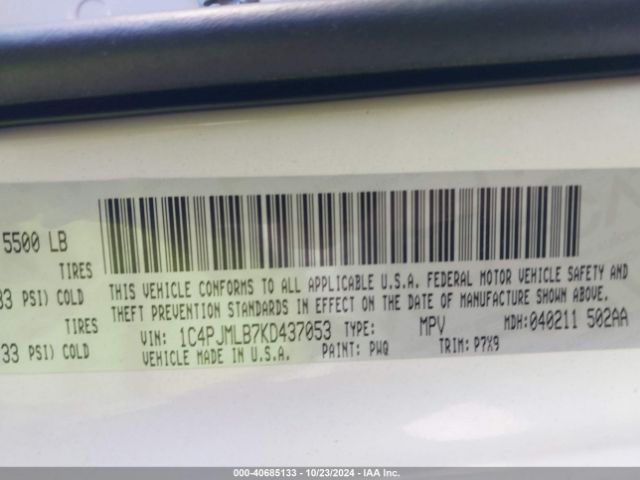 5500 LB
TIRES
33 PSI) COLD
TIRES
33 PSI) COLD
THIS VEHICLE CONFORMS TO ALL APPLICABLE U.S.A. FEDERAL MOTOR VEHICLE SAFETY AND
THEFT PREVENTION STANDARDS IN EFFECT ON THE DATE OF MANUFACTURE SHOWN ABOVE.
VIN: 1C4PJMLB7KD437053 TYPE: MPV MDH:040211 502AA
VEHICLE MADE IN U.S.A. PAINT: PWQ TRIM: P7X9
000-40685133 - 10/23/2024 - IAA Inc.